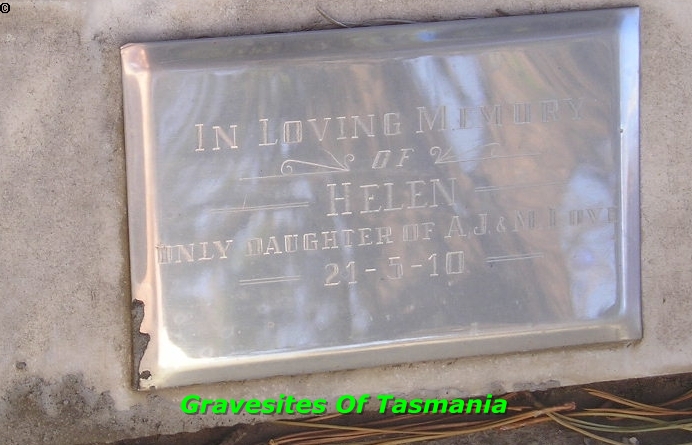 ©
IN LOVING MEMORY
OF
HELEN
ONLY DAUGHTER OF A.J & M.
21-5-10
Gravesites Of Tasmania